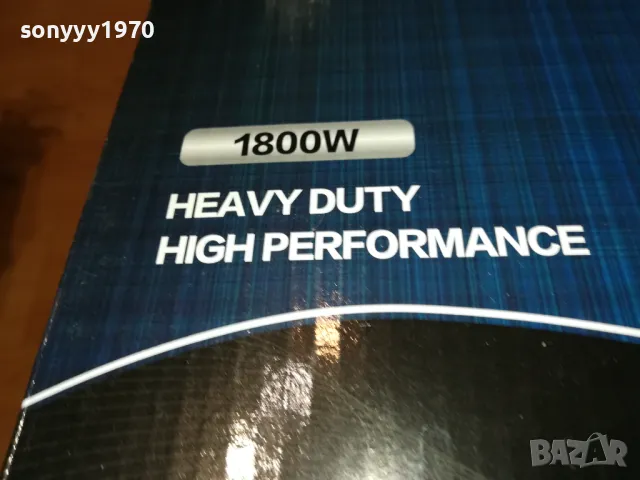 sonyyy1970
1800W
HEAVY DUTY
HIGH PERFORMANCE
BAZAR